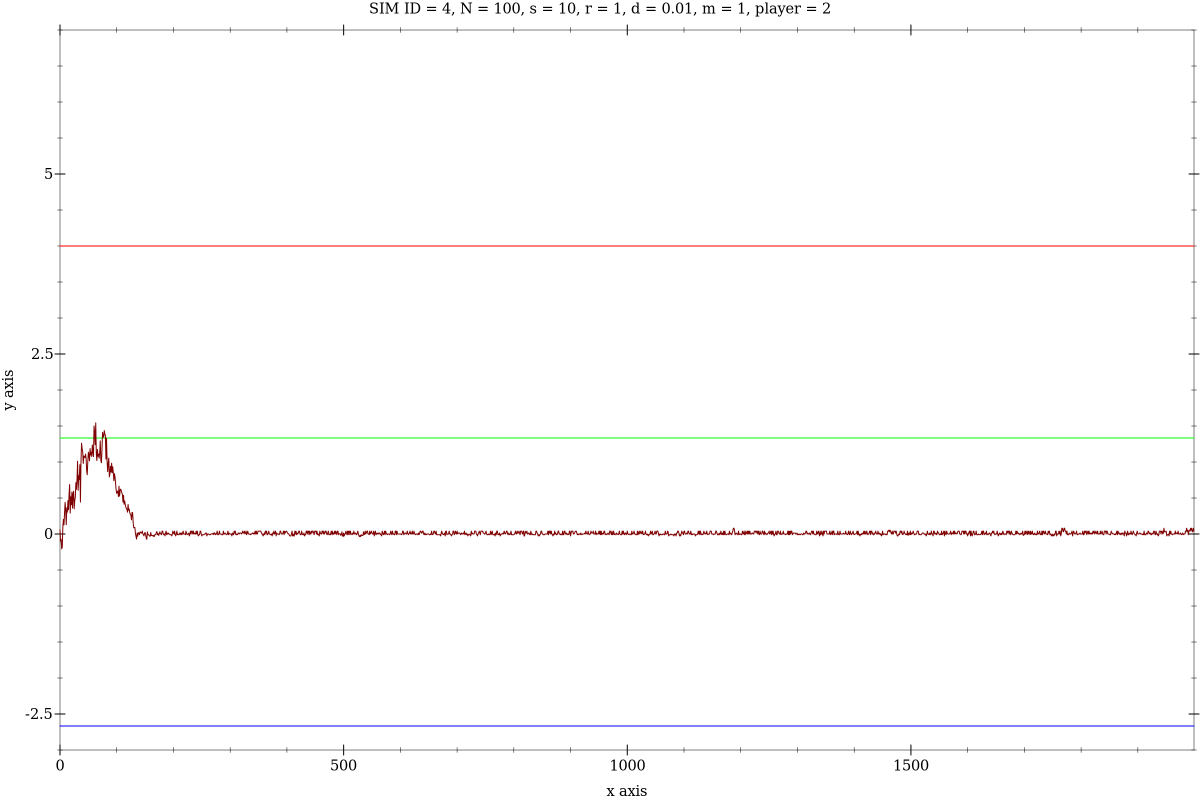 SIM ID = 4, N = 100, s = 10, r = 1, d = 0.01, m = 1, player = 2
5
2.5
y axis
0
-2.5
0 500 1000 1500
x axis